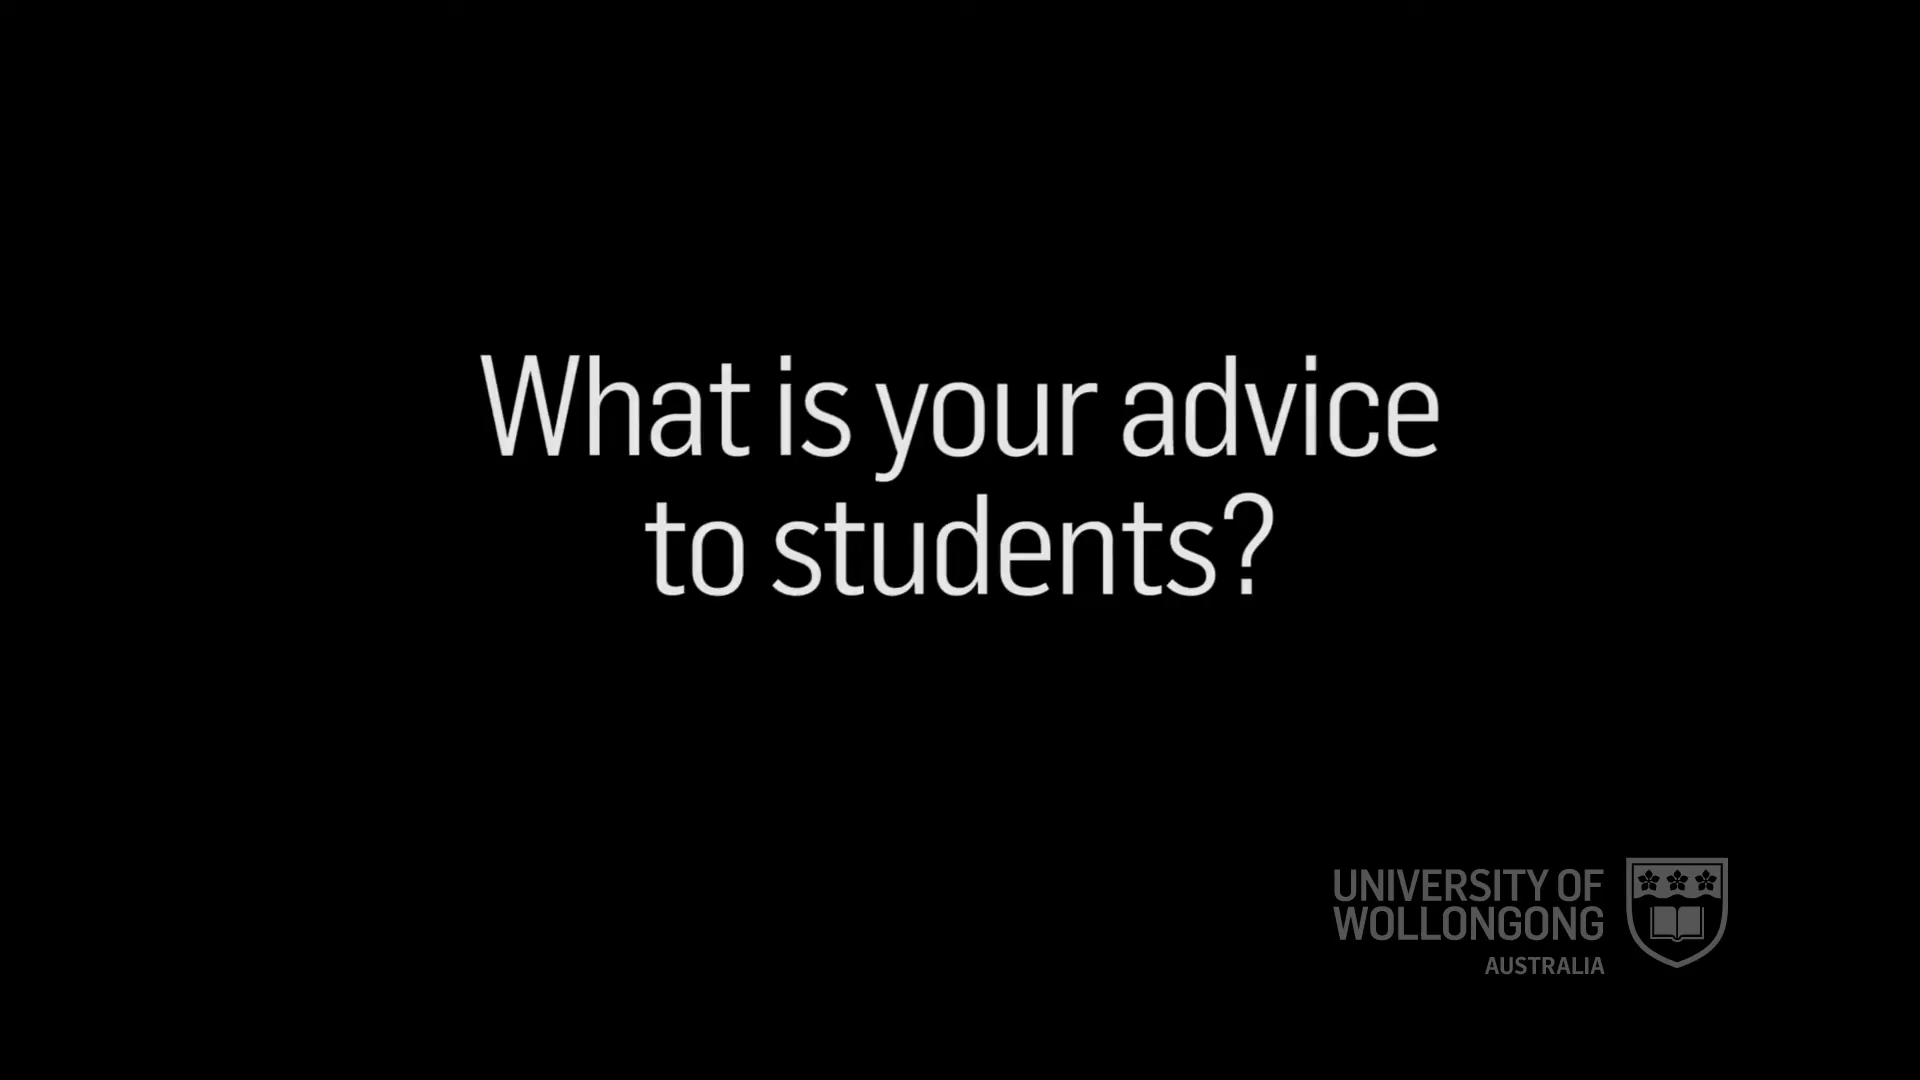 What is your advice
to students?
UNIVERSITY OF
WOLLONGONG
AUSTRALIA